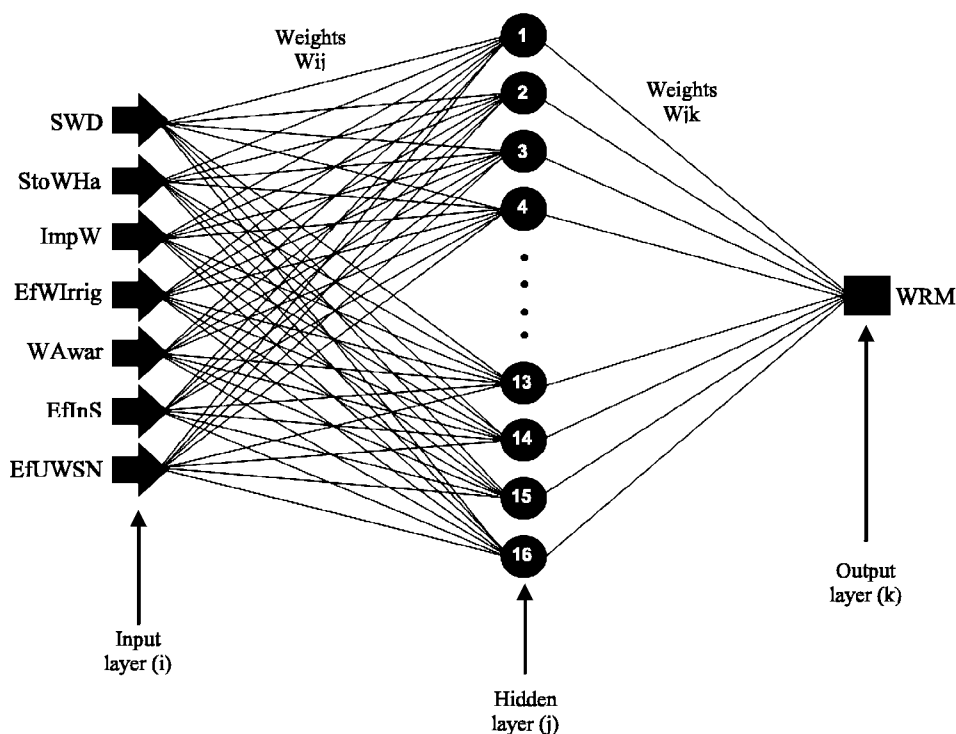 Weights
Wij
Weights
Wjk
SWD
StoWHa
ImpW
EfWIrrig
WAwar
EfInS
EfUWSN
1
2
3
4
13
14
15
16
WRM
Input
layer (i)
Hidden
layer (j)
Output
layer (k)